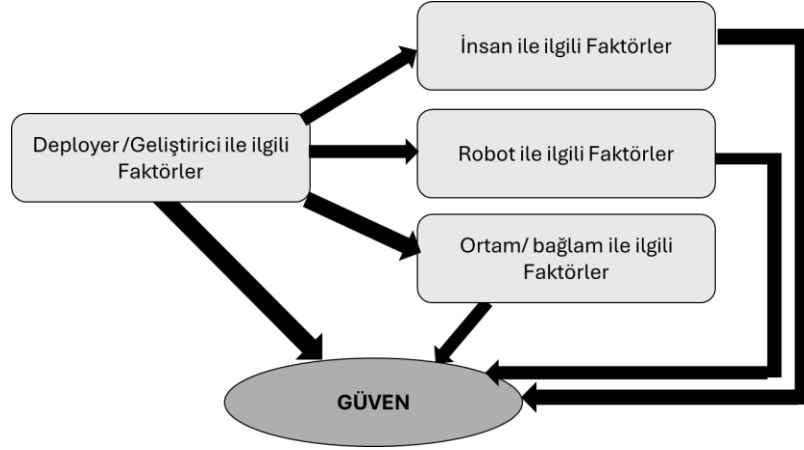 İnsan ile ilgili Faktörler
Deployer /Geliştirici ile ilgili
Faktörler
Robot ile ilgili Faktörler
Ortam/ bağlam ile ilgili
Faktörler
GÜVEN